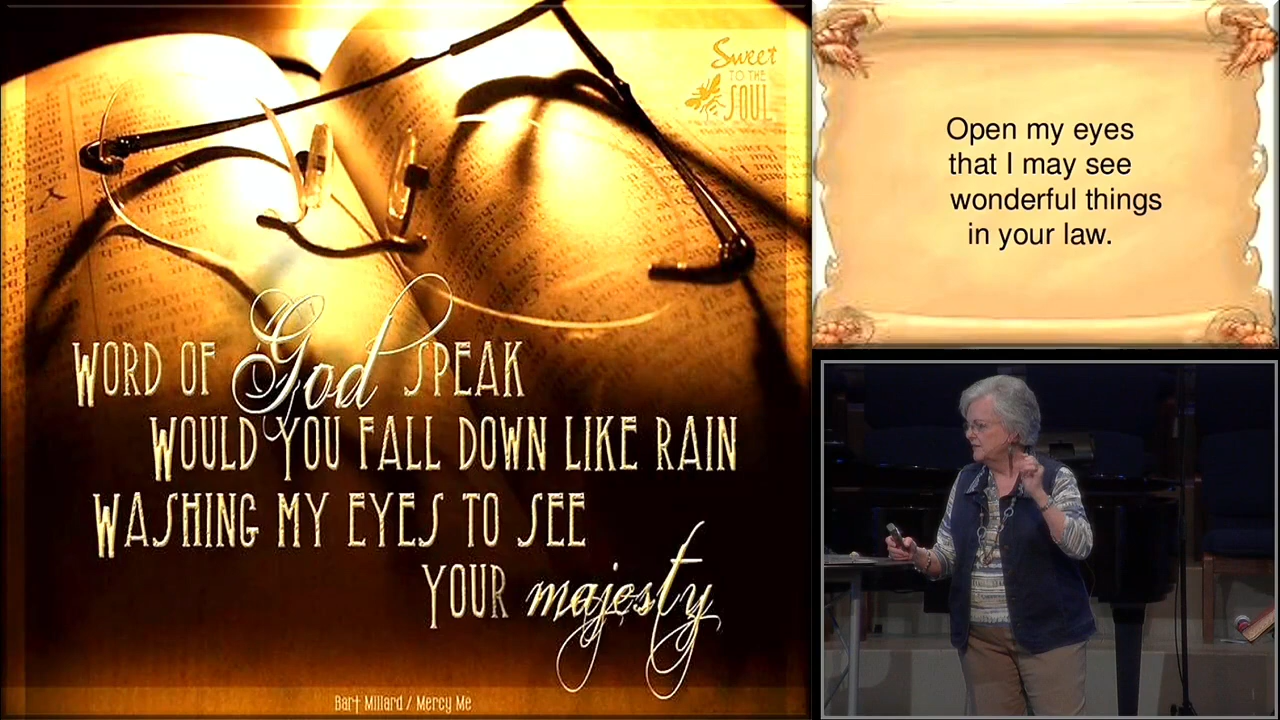 Sweet
TO THE
SOUL
WORD OF God SPEAK
WOULD YOU FALL DOWN LIKE RAIN
WASHING MY EYES TO SEE
YOUR majesty
Bart Millard / Mercy Me
Open my eyes
that I may see
wonderful things
in your law.